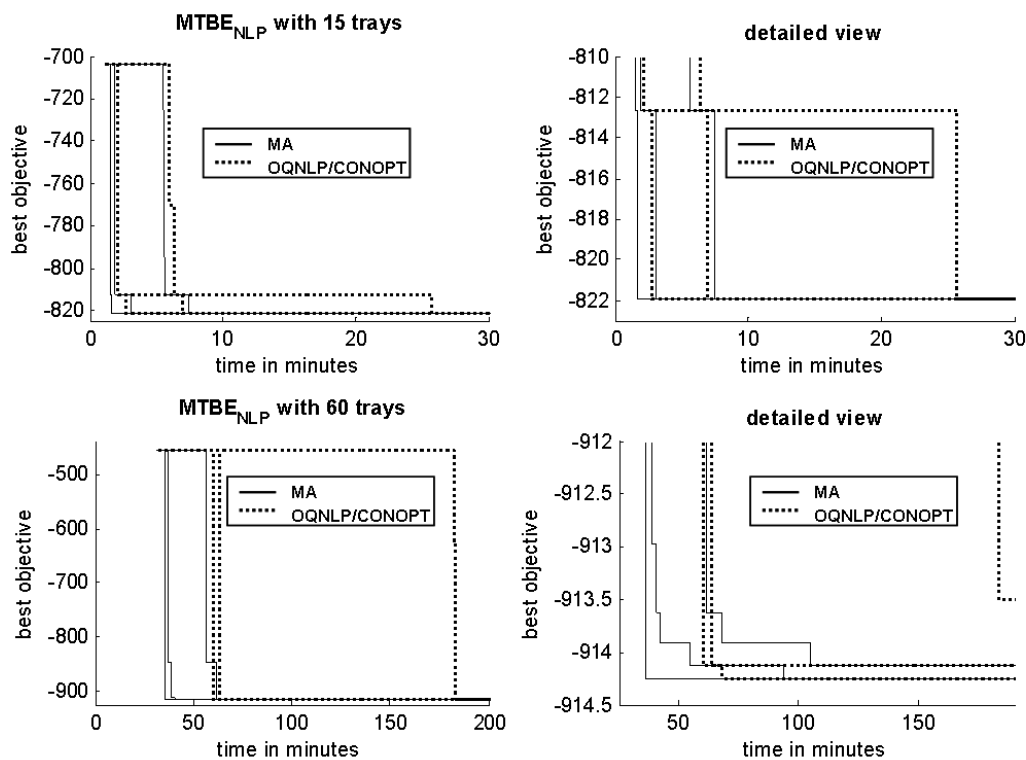 MTBE_NLP with 15 trays
-700
-720
-740
-760
-780
-800
-820
best objective
MA
OQNLP/CONOPT
0
10
20
30
time in minutes
detailed view
-810
-812
-814
-816
-818
-820
-822
best objective
MA
OQNLP/CONOPT
0
10
20
30
time in minutes
MTBE_NLP with 60 trays
-500
-600
-700
-800
-900
best objective
MA
OQNLP/CONOPT
0
50
100
150
200
time in minutes
detailed view
-912
-912.5
-913
-913.5
-914
-914.5
best objective
MA
OQNLP/CONOPT
50
100
150
time in minutes